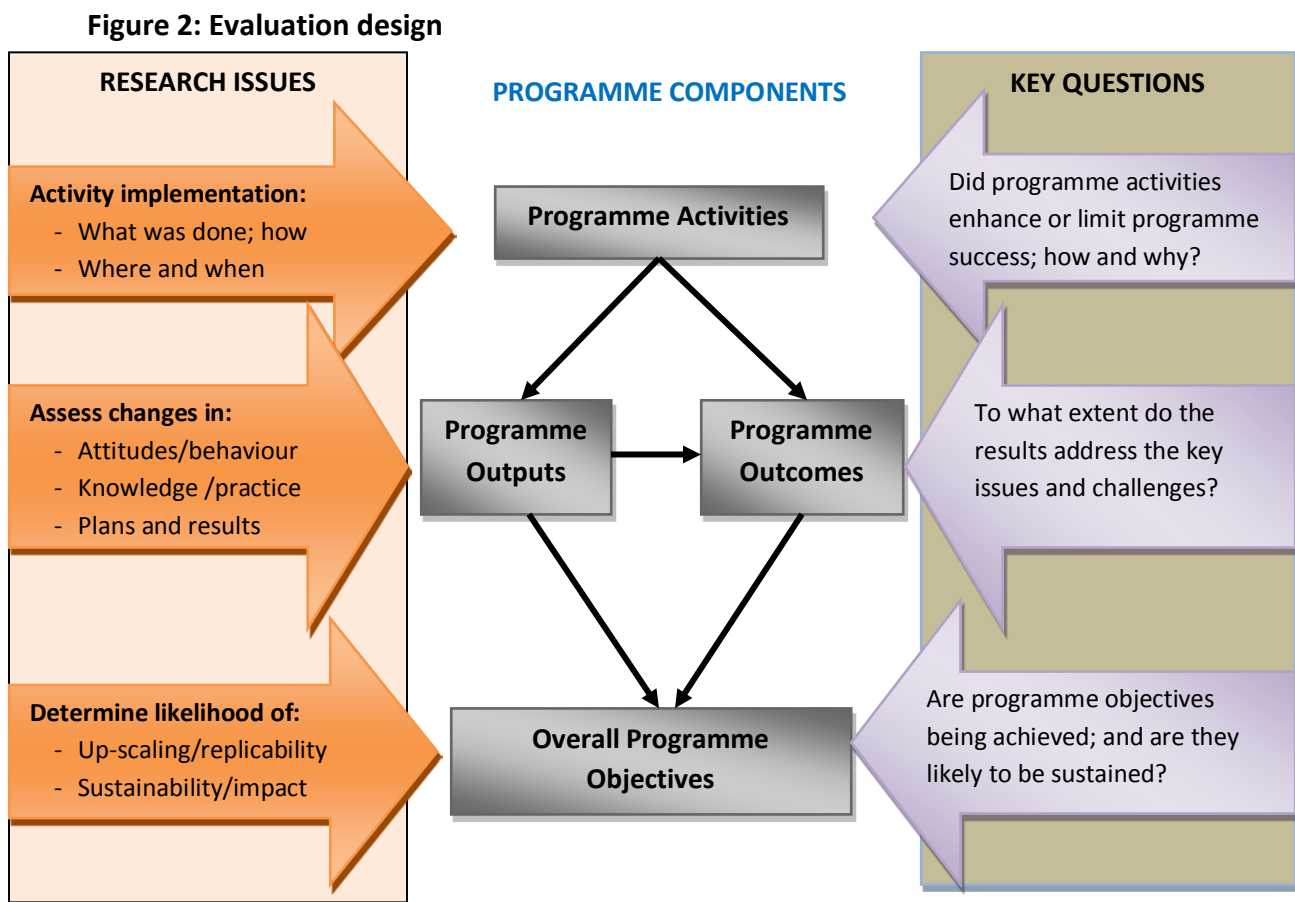 Figure 2: Evaluation design
RESEARCH ISSUES
Activity implementation:
- What was done; how
- Where and when
Assess changes in:
- Attitudes/behaviour
- Knowledge /practice
- Plans and results
Determine likelihood of:
- Up-scaling/replicability
- Sustainability/impact
PROGRAMME COMPONENTS
Programme Activities
Programme
Outputs
Programme
Outcomes
Overall Programme
Objectives
KEY QUESTIONS
Did programme activities
enhance or limit programme
success; how and why?
To what extent do the
results address the key
issues and challenges?
Are programme objectives
being achieved; and are they
likely to be sustained?